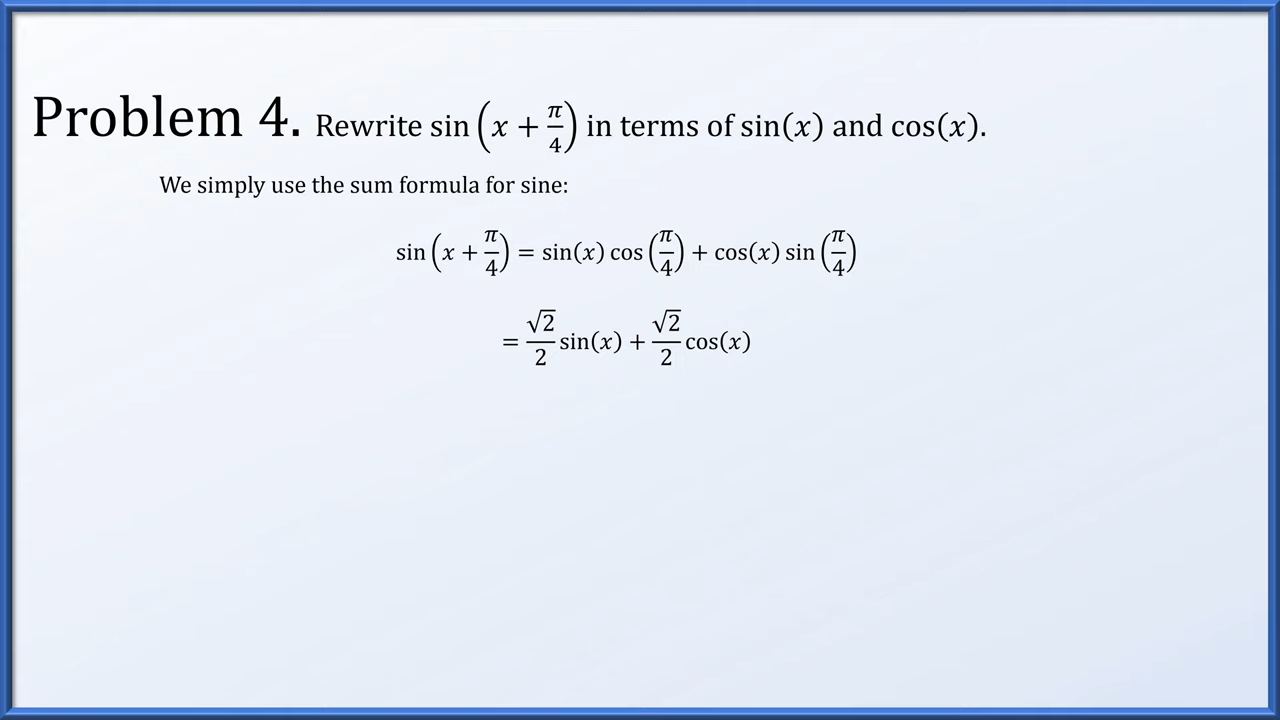 Problem 4. Rewrite sin(x + π/4) in terms of sin(x) and cos(x).
We simply use the sum formula for sine:
sin(x + π/4) = sin(x) cos(π/4) + cos(x) sin(π/4)
= √2/2 sin(x) + √2/2 cos(x)